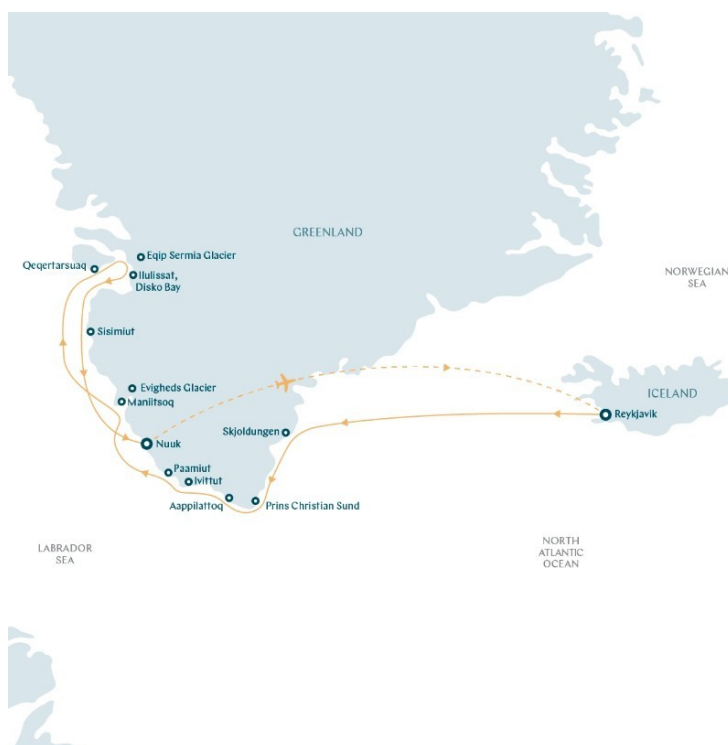 GREENLAND
Eqip Sermia Glacier
Qeqertarsuaq
Ilulissat,
Disko Bay
NORWEGIAN
SEA
Sisimiut
Evigheds Glacier
Maniitsoq
ICELAND
Reykjavik
Skjoldungen
Nuuk
Paamiut
Ivittut
Aappilattoq
Prins Christian Sund
LABRADOR
SEA
NORTH
ATLANTIC
OCEAN